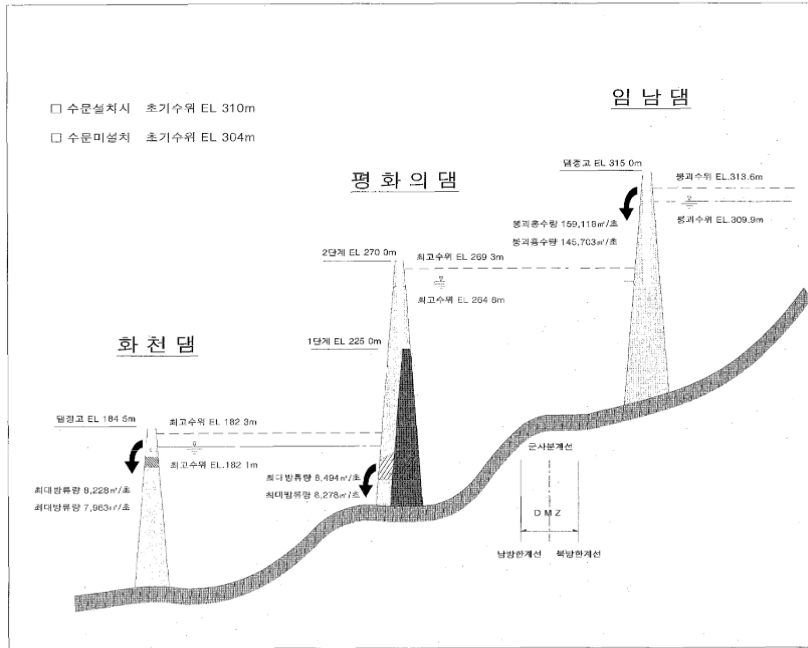 □ 수문설치시 초기수위 EL 310m
□ 수문미설치 초기수위 EL 304m
임남댐
댐정고 EL 315 0m
붕괴수위 EL.313.6m
붕괴수위 EL.309.9m
붕괴홍수량 159,118㎥/초
붕괴홍수량 145,703㎥/초
평화의댐
2단계 EL 270 0m
최고수위 EL 269 3m
최고수위 EL 264 8m
1단계 EL 225 0m
최대방류량 8,494㎥/초
최대방류량 8,278㎥/초
화천댐
댐정고 EL 184 5m
최고수위 EL 182 3m
최고수위 EL.182 1m
최대방류량 8,228㎥/초
최대방류량 7,963㎥/초
군사분계선
DMZ
남방한계선 북방한계선